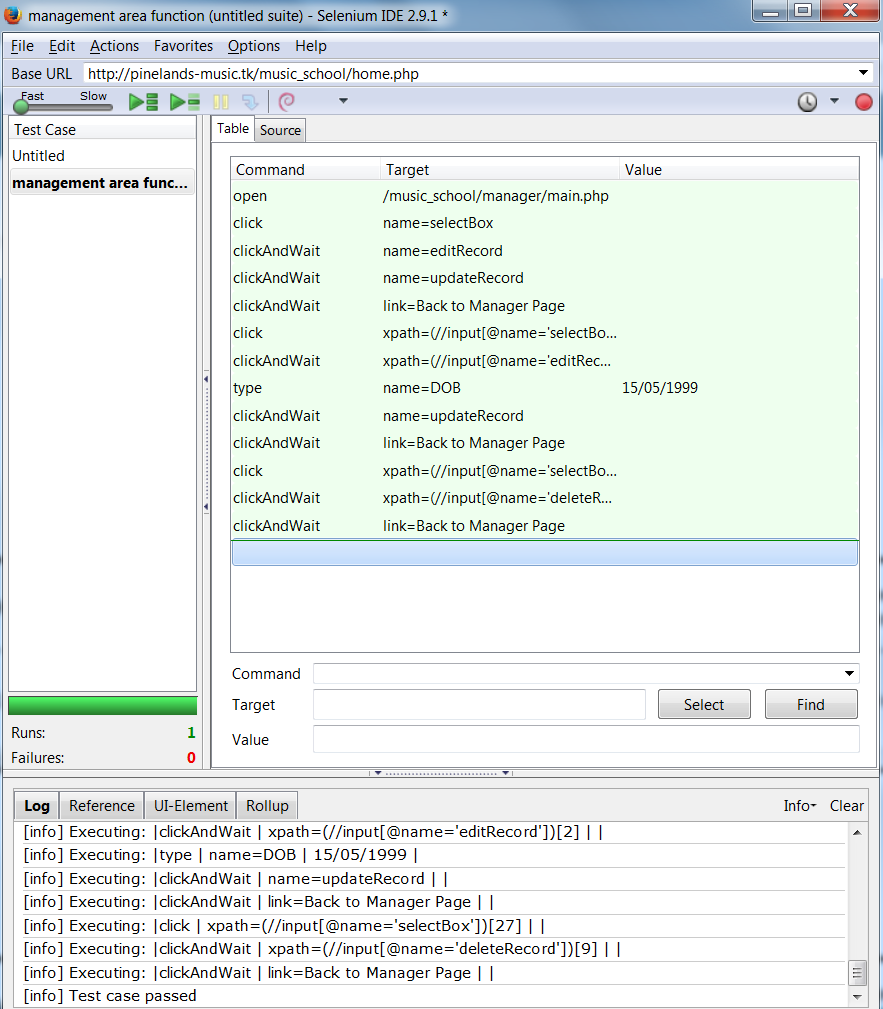 management area function (untitled suite) - Selenium IDE 2.9.1 *
File Edit Actions Favorites Options Help
Base URL http://pinelands-music.tk/music_school/home.php
Fast Slow
Test Case
Untitled
management area func...
Table Source
Command Target Value
open /music_school/manager/main.php
click name=selectBox
clickAndWait name=editRecord
clickAndWait name=updateRecord
clickAndWait link=Back to Manager Page
click xpath=(//input[@name='selectBo...
clickAndWait xpath=(//input[@name='editRec...
type name=DOB 15/05/1999
clickAndWait name=updateRecord
clickAndWait link=Back to Manager Page
click xpath=(//input[@name='selectBo...
clickAndWait xpath=(//input[@name='deleteR...
clickAndWait link=Back to Manager Page
Command
Target Select Find
Value
Runs: 1
Failures: 0
Log Reference UI-Element Rollup Info Clear
[info] Executing: |clickAndWait | xpath=(//input[@name='editRecord'])[2] | |
[info] Executing: |type | name=DOB | 15/05/1999 |
[info] Executing: |clickAndWait | name=updateRecord | |
[info] Executing: |clickAndWait | link=Back to Manager Page | |
[info] Executing: |click | xpath=(//input[@name='selectBox'])[27] | |
[info] Executing: |clickAndWait | xpath=(//input[@name='deleteRecord'])[9] | |
[info] Executing: |clickAndWait | link=Back to Manager Page | |
[info] Test case passed